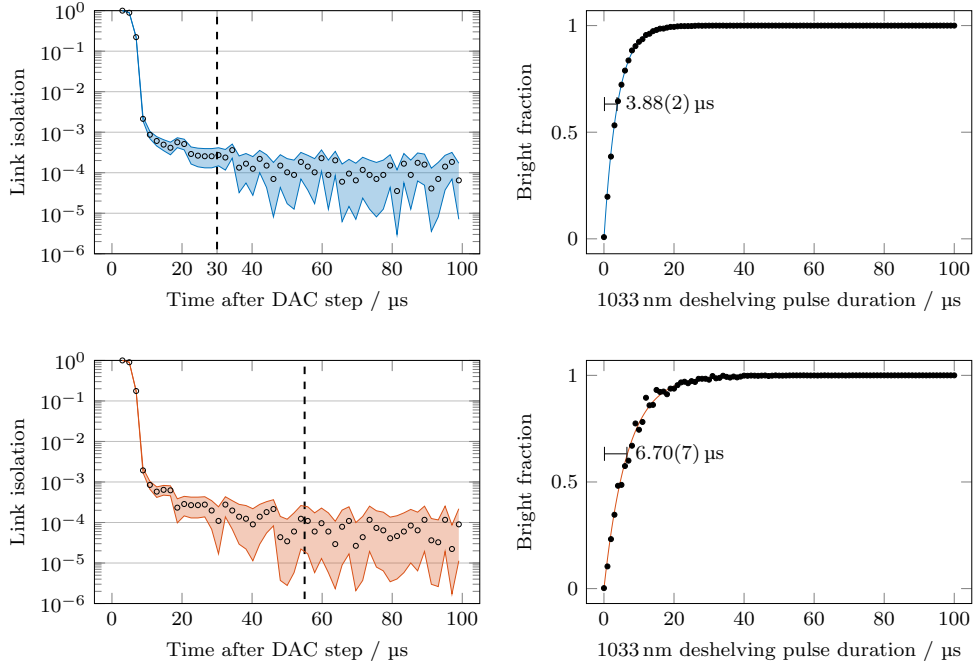 Link isolation
10⁰
10⁻¹
10⁻²
10⁻³
10⁻⁴
10⁻⁵
10⁻⁶
0 20 30 40 60 80 100
Time after DAC step / µs
Bright fraction
1
0.5
0
3.88(2) µs
0 20 40 60 80 100
1033 nm deshelving pulse duration / µs
Link isolation
10⁰
10⁻¹
10⁻²
10⁻³
10⁻⁴
10⁻⁵
10⁻⁶
0 20 40 60 80 100
Time after DAC step / µs
Bright fraction
1
0.5
0
6.70(7) µs
0 20 40 60 80 100
1033 nm deshelving pulse duration / µs